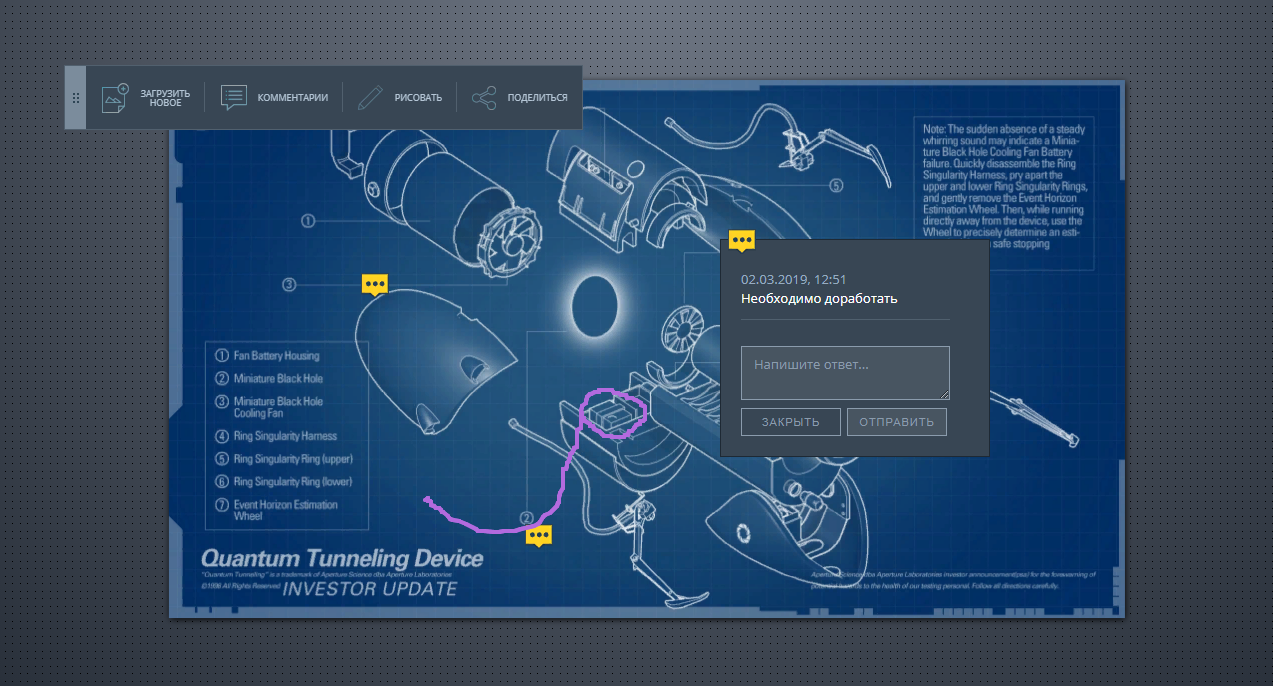 ЗАГРУЗИТЬ
НОВОЕ
КОММЕНТАРИИ
РИСОВАТЬ
ПОДЕЛИТЬСЯ
Note: The sudden absence of a steady
whirring sound may indicate a Minia-
ture Black Hole Cooling Fan Battery
failure. Quickly disassemble the Ring
Singularity Harness, pry apart the
upper and lower Ring Singularity Rings,
and gently remove the Event Horizon
Estimation Wheel. Then, while running
directly away from the device, use the
Wheel to precisely determine an esti-
safe stopping
5
1
3
02.03.2019, 12:51
Необходимо доработать
Напишите ответ...
ЗАКРЫТЬ
ОТПРАВИТЬ
1 Fan Battery Housing
2 Miniature Black Hole
3 Miniature Black Hole
Cooling Fan
4 Ring Singularity Harness
5 Ring Singularity Ring (upper)
6 Ring Singularity Ring (lower)
7 Event Horizon Estimation
Wheel
2
Quantum Tunneling Device
"Quantum Tunneling" is a trademark of Aperture Science dba Aperture Laboratories
©1996 All Rights Reserved
INVESTOR UPDATE
Aperture Science dba Aperture Laboratories investor announcement(psa) for the forewarning of
potential hazards to the health of our testing personal. Follow all directions carefully.